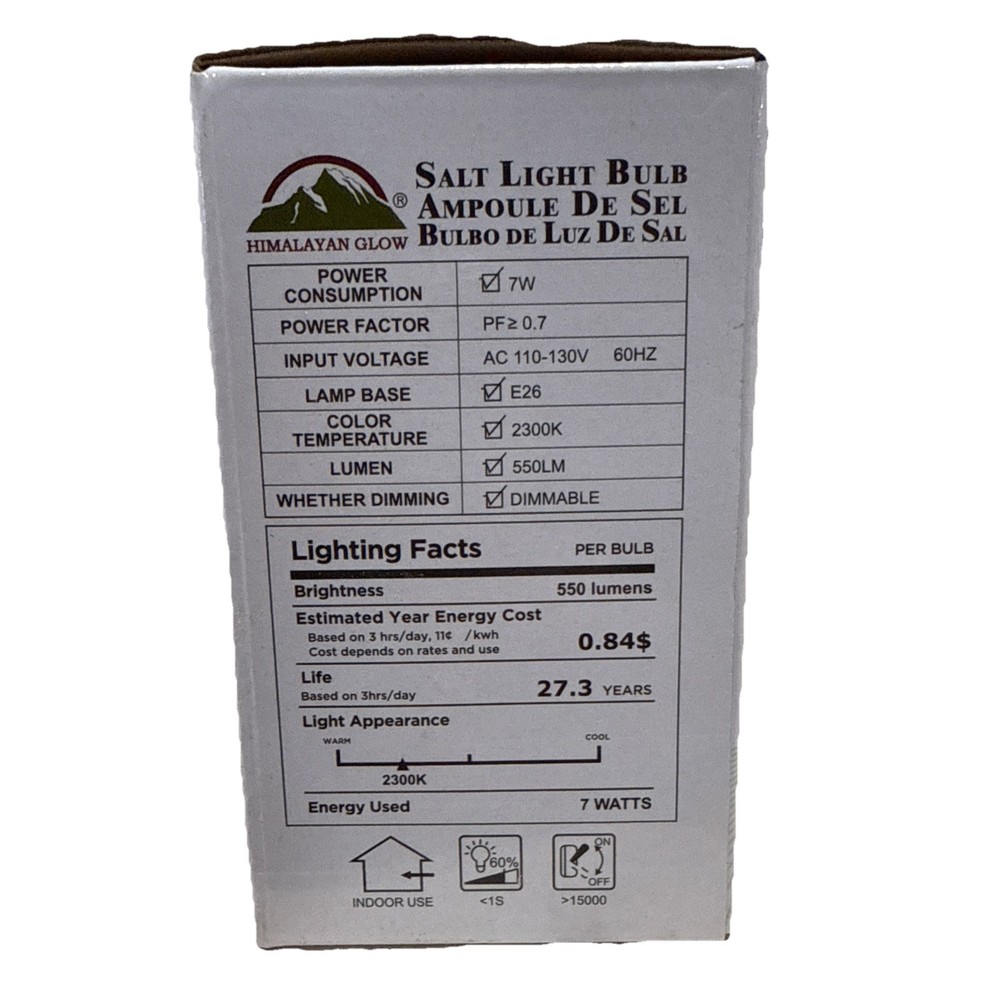 SALT LIGHT BULB
AMPOULE DE SEL
BULBO DE LUZ DE SAL
®
HIMALAYAN GLOW
POWER CONSUMPTION 7W
POWER FACTOR PF≥ 0.7
INPUT VOLTAGE AC 110-130V 60HZ
LAMP BASE E26
COLOR TEMPERATURE 2300K
LUMEN 550LM
WHETHER DIMMING DIMMABLE
Lighting Facts PER BULB
Brightness 550 lumens
Estimated Year Energy Cost
Based on 3 hrs/day, 11¢ /kwh
Cost depends on rates and use 0.84$
Life
Based on 3hrs/day 27.3 YEARS
Light Appearance
WARM COOL
2300K
Energy Used 7 WATTS
60% ON
OFF
INDOOR USE <1S >15000